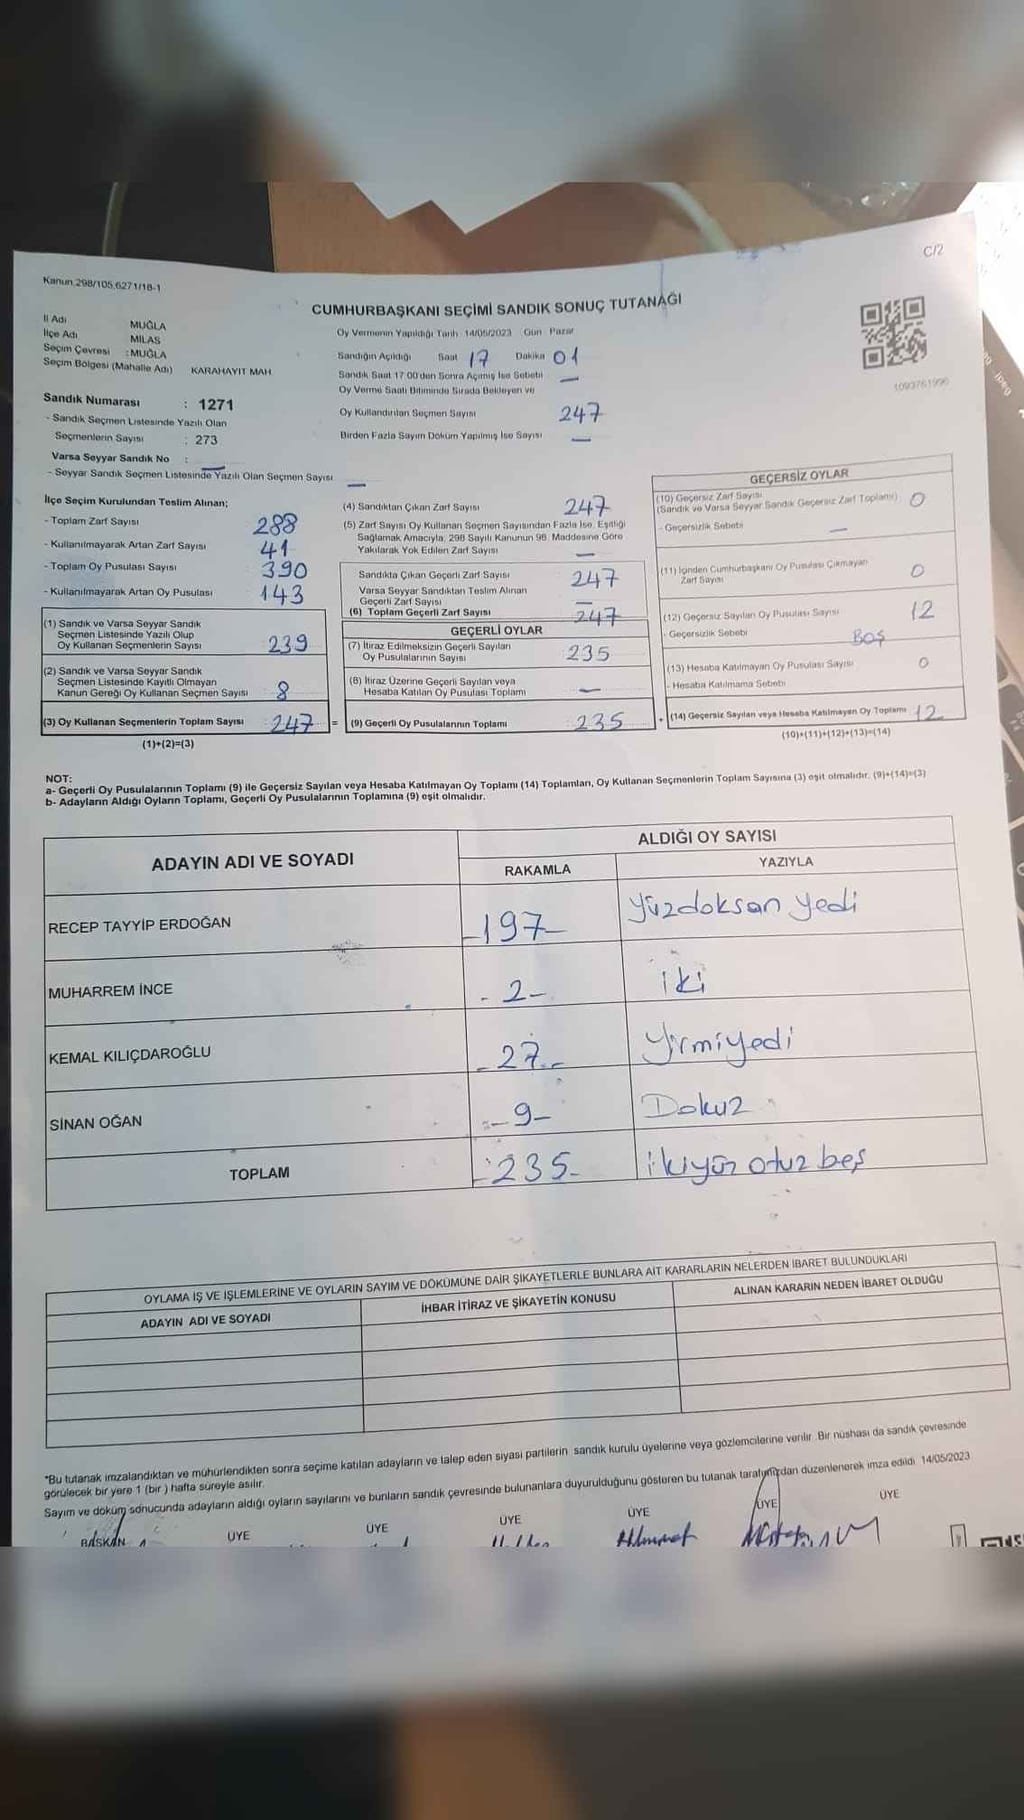 C/2
Kanun 298/105,6271/18-1
CUMHURBAŞKANI SEÇİMİ SANDIK SONUÇ TUTANAĞI
İl Adı MUĞLA
İlçe Adı MİLAS
Seçim Çevresi :MUĞLA
Seçim Bölgesi (Mahalle Adı) KARAHAYIT MAH
Sandık Numarası : 1271
- Sandık Seçmen Listesinde Yazılı Olan
Seçmenlerin Sayısı : 273
Varsa Seyyar Sandık No : —
- Seyyar Sandık Seçmen Listesinde Yazılı Olan Seçmen Sayısı —
Oy Vermenin Yapıldığı Tarih 14/05/2023 Gün Pazar
Sandığın Açıldığı Saat 17 Dakika 01
Sandık Saat 17 00'den Sonra Açılmış İse Sebebi —
Oy Verme Saati Bitiminde Sırada Bekleyen ve
Oy Kullandırılan Seçmen Sayısı 247
Birden Fazla Sayım Döküm Yapılmış İse Sayısı —
1093761996
İlçe Seçim Kurulundan Teslim Alınan;
- Toplam Zarf Sayısı 288
- Kullanılmayarak Artan Zarf Sayısı 41
- Toplam Oy Pusulası Sayısı 390
- Kullanılmayarak Artan Oy Pusulası 143
(1) Sandık ve Varsa Seyyar Sandık
Seçmen Listesinde Yazılı Olup
Oy Kullanan Seçmenlerin Sayısı 239
(2) Sandık ve Varsa Seyyar Sandık
Seçmen Listesinde Kayıtlı Olmayan
Kanun Gereği Oy Kullanan Seçmen Sayısı 8
(3) Oy Kullanan Seçmenlerin Toplam Sayısı 247 =
(1)+(2)=(3)
(4) Sandıktan Çıkan Zarf Sayısı 247
(5) Zarf Sayısı Oy Kullanan Seçmen Sayısından Fazla İse, Eşitliği
Sağlamak Amacıyla, 298 Sayılı Kanunun 98. Maddesine Göre
Yakılarak Yok Edilen Zarf Sayısı —
Sandıkta Çıkan Geçerli Zarf Sayısı 247
Varsa Seyyar Sandıktan Teslim Alınan
Geçerli Zarf Sayısı —
(6) Toplam Geçerli Zarf Sayısı 247
GEÇERLİ OYLAR
(7) İtiraz Edilmeksizin Geçerli Sayılan
Oy Pusulalarının Sayısı 235
(8) İtiraz Üzerine Geçerli Sayılan veya
Hesaba Katılan Oy Pusulası Toplamı —
(9) Geçerli Oy Pusulalarının Toplamı 235 +
GEÇERSİZ OYLAR
(10) Geçersiz Zarf Sayısı
(Sandık ve Varsa Seyyar Sandık Geçersiz Zarf Toplamı) 0
- Geçersizlik Sebebi —
(11) İçinden Cumhurbaşkanı Oy Pusulası Çıkmayan
Zarf Sayısı 0
(12) Geçersiz Sayılan Oy Pusulası Sayısı 12
- Geçersizlik Sebebi BOŞ
(13) Hesaba Katılmayan Oy Pusulası Sayısı 0
- Hesaba Katılmama Sebebi
(14) Geçersiz Sayılan veya Hesaba Katılmayan Oy Toplamı 12
(10)+(11)+(12)+(13)=(14)
NOT:
a- Geçerli Oy Pusulalarının Toplamı (9) ile Geçersiz Sayılan veya Hesaba Katılmayan Oy Toplamı (14) Toplamları, Oy Kullanan Seçmenlerin Toplam Sayısına (3) eşit olmalıdır. (9)+(14)=(3)
b- Adayların Aldığı Oyların Toplamı, Geçerli Oy Pusulalarının Toplamına (9) eşit olmalıdır.
ADAYIN ADI VE SOYADI
ALDIĞI OY SAYISI
RAKAMLA YAZIYLA
RECEP TAYYİP ERDOĞAN -197- Yüzdoksan yedi
MUHARREM İNCE - 2- iki
KEMAL KILIÇDAROĞLU -27- Yirmiyedi
SİNAN OĞAN -9- Dokuz
TOPLAM -235- ikiyüz otuz beş
OYLAMA İŞ VE İŞLEMLERİNE VE OYLARIN SAYIM VE DÖKÜMÜNE DAİR ŞİKAYETLERLE BUNLARA AİT KARARLARIN NELERDEN İBARET BULUNDUKLARI
ADAYIN ADI VE SOYADI İHBAR İTİRAZ VE ŞİKAYETİN KONUSU ALINAN KARARIN NEDEN İBARET OLDUĞU
*Bu tutanak imzalandıktan ve mühürlendikten sonra seçime katılan adayların ve talep eden siyasi partilerin sandık kurulu üyelerine veya gözlemcilerine verilir. Bir nüshası da sandık çevresinde
görülecek bir yere 1 (bir ) hafta süreyle asılır.
Sayım ve döküm sonucunda adayların aldığı oyların sayılarını ve bunların sandık çevresinde bulunanlara duyurulduğunu gösteren bu tutanak tarafımızdan düzenlenerek imza edildi. 14/05/2023
BAŞKAN ÜYE ÜYE ÜYE ÜYE ÜYE ÜYE
Ahmet